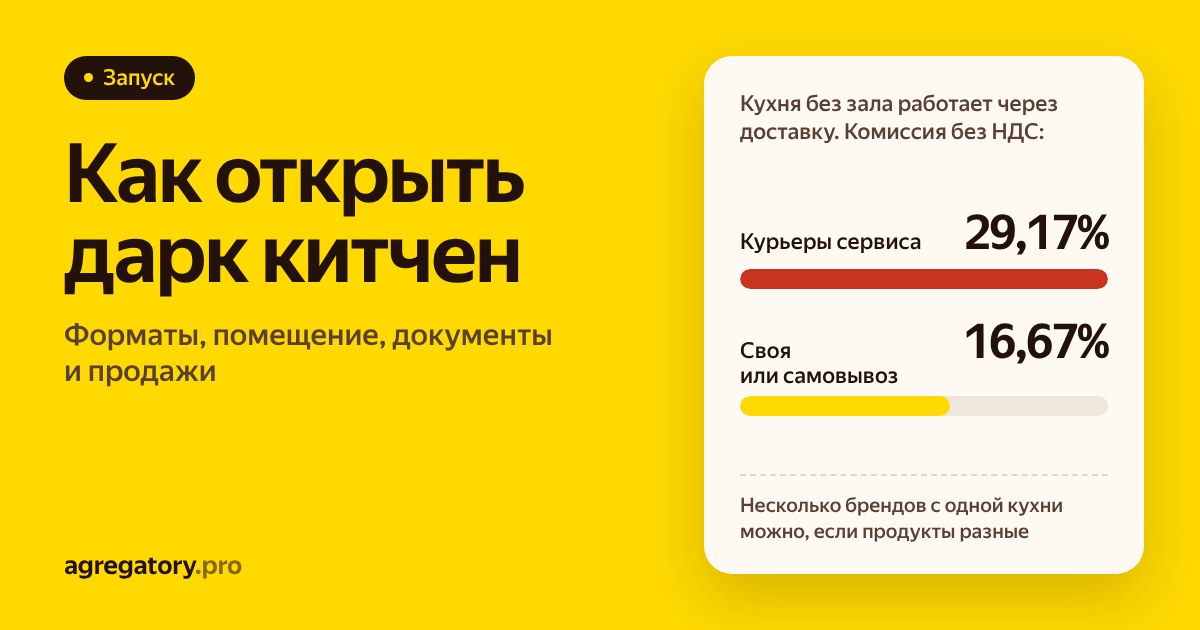 Запуск
Как открыть
дарк китчен
Форматы, помещение, документы
и продажи
agregatory.pro
Кухня без зала работает через
доставку. Комиссия без НДС:
Курьеры сервиса 29,17%
Своя
или самовывоз 16,67%
Несколько брендов с одной кухни
можно, если продукты разные